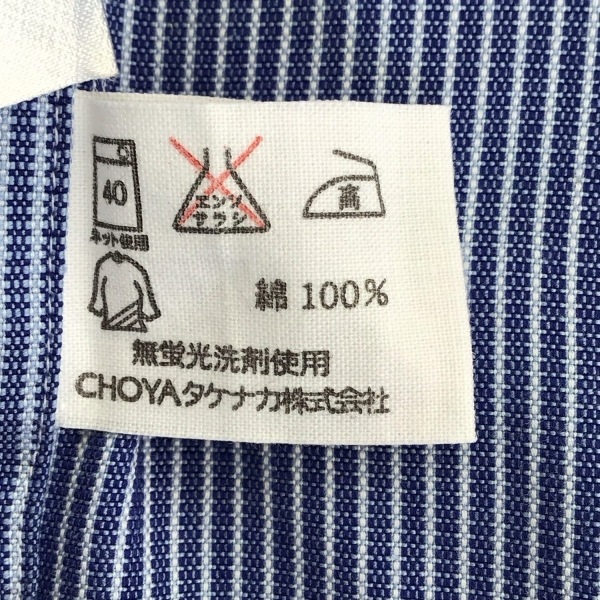 40
ネット使用
エンソ
サラシ
高
綿 100%
無蛍光洗剤使用
CHOYAタケナカ株式会社